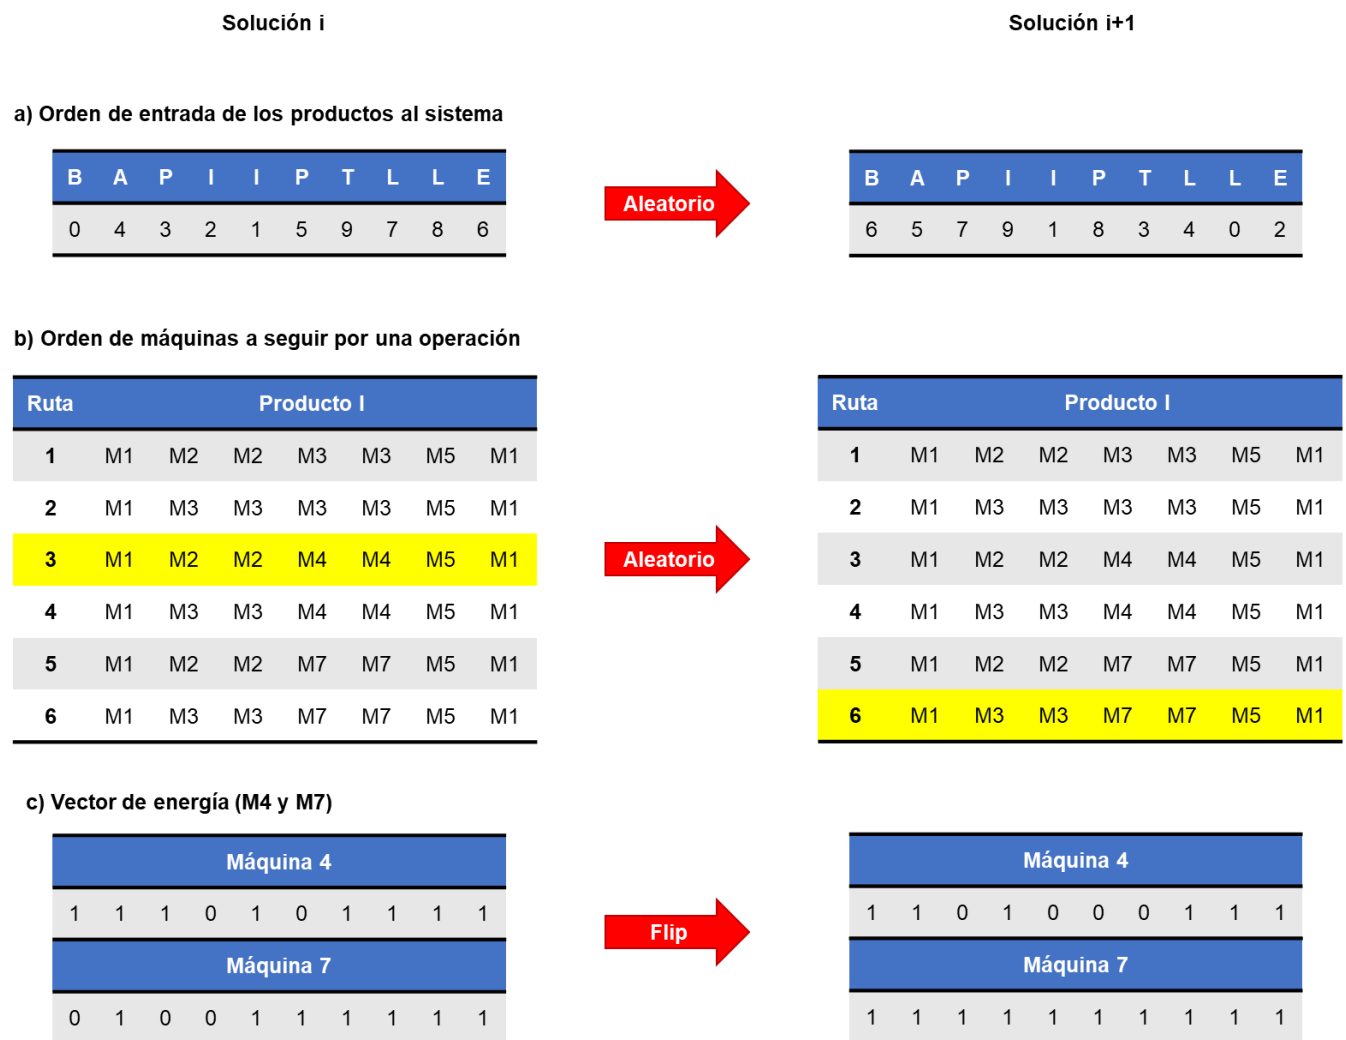 Solución i Solución i+1
a) Orden de entrada de los productos al sistema
B A P I I P T L L E B A P I I P T L L E
Aleatorio
0 4 3 2 1 5 9 7 8 6 6 5 7 9 1 8 3 4 0 2
b) Orden de máquinas a seguir por una operación
Ruta Producto I Ruta Producto I
1 M1 M2 M2 M3 M3 M5 M1 1 M1 M2 M2 M3 M3 M5 M1
2 M1 M3 M3 M3 M3 M5 M1 2 M1 M3 M3 M3 M3 M5 M1
3 M1 M2 M2 M4 M4 M5 M1 Aleatorio 3 M1 M2 M2 M4 M4 M5 M1
4 M1 M3 M3 M4 M4 M5 M1 4 M1 M3 M3 M4 M4 M5 M1
5 M1 M2 M2 M7 M7 M5 M1 5 M1 M2 M2 M7 M7 M5 M1
6 M1 M3 M3 M7 M7 M5 M1 6 M1 M3 M3 M7 M7 M5 M1
c) Vector de energía (M4 y M7)
Máquina 4 Máquina 4
1 1 1 0 1 0 1 1 1 1 1 1 0 1 0 0 0 1 1 1
Flip
Máquina 7 Máquina 7
0 1 0 0 1 1 1 1 1 1 1 1 1 1 1 1 1 1 1 1